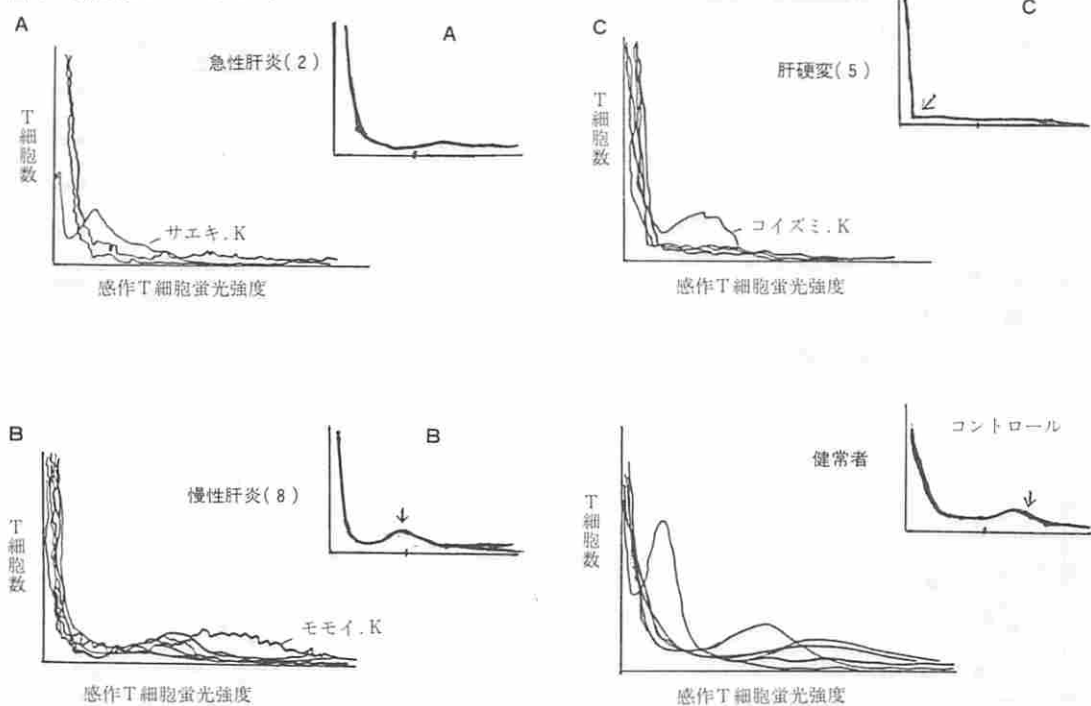 A
急性肝炎(2)
A
T細胞数
サエキ.K
感作T細胞蛍光強度
C
肝硬変(5)
C
T細胞数
コイズミ.K
感作T細胞蛍光強度
B
慢性肝炎(8)
B
T細胞数
モモイ.K
感作T細胞蛍光強度
健常者
コントロール
T細胞数
感作T細胞蛍光強度